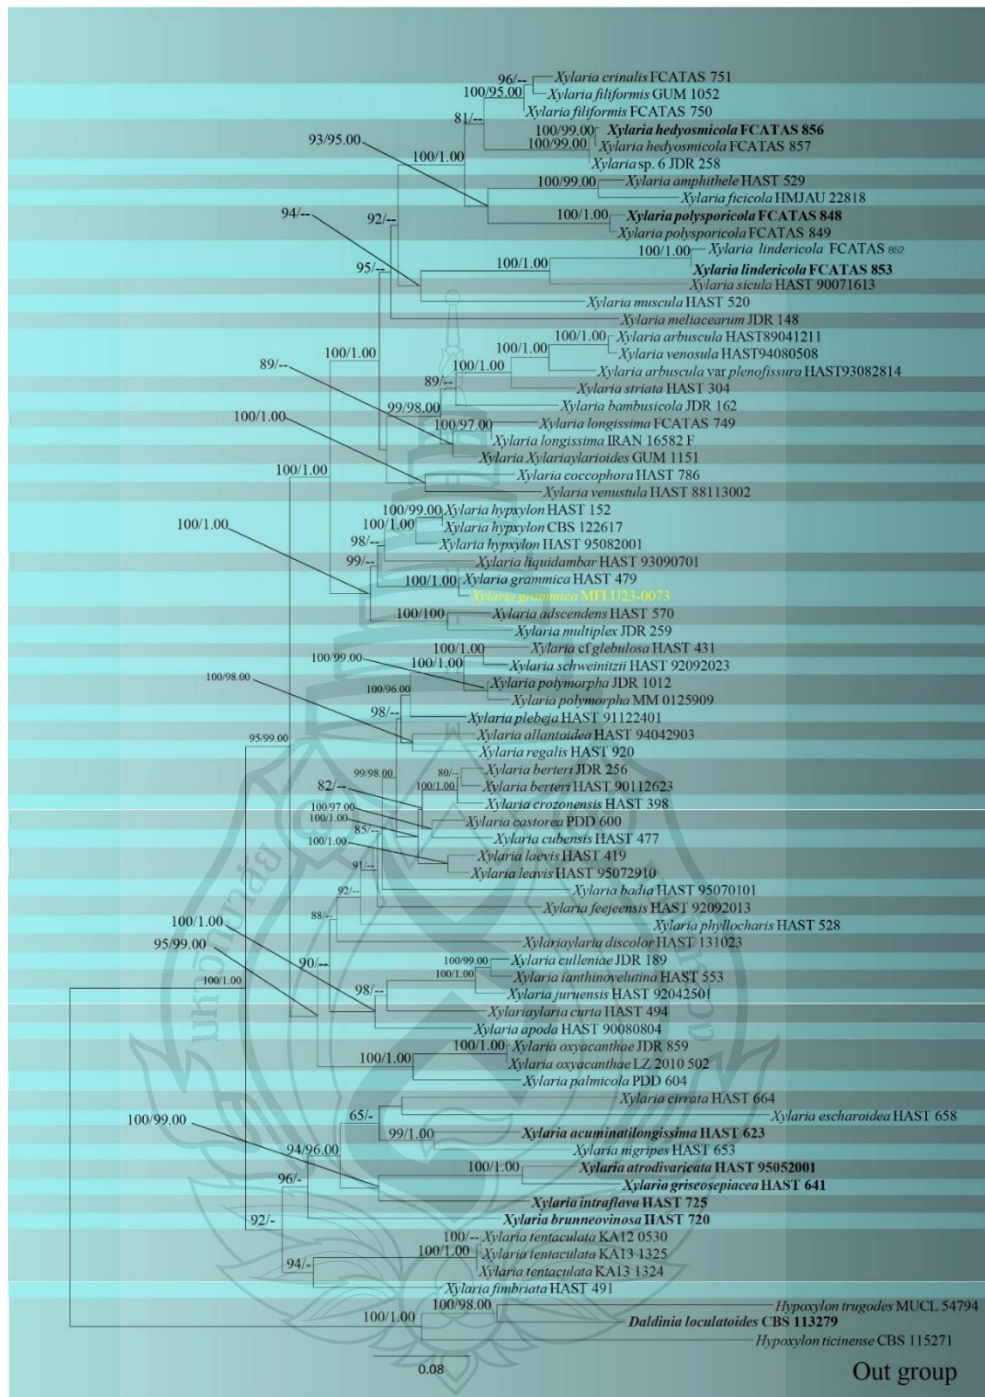 96/-- Xylaria crinalis FCATAS 751
100/95.00 Xylaria filiformis GUM 1052
Xylaria filiformis FCATAS 750
81/--
100/99.00 Xylaria hedyosmicola FCATAS 856
93/95.00
100/99.00 Xylaria hedyosmicola FCATAS 857
100/1.00
Xylaria sp. 6 JDR 258
100/99.00 Xylaria amphithele HAST 529
Xylaria ficicola HMJAU 22818
94/--
92/--
100/1.00 Xylaria polysporicola FCATAS 848
Xylaria polysporicola FCATAS 849
100/1.00 Xylaria lindericola FCATAS 852
95/--
100/1.00 Xylaria lindericola FCATAS 853
Xylaria sicula HAST 90071613
Xylaria muscula HAST 520
Xylaria meliacearum JDR 148
100/1.00 Xylaria arbuscula HAST89041211
100/1.00
100/1.00 Xylaria venosula HAST94080508
89/--
100/1.00 Xylaria arbuscula var plenofissura HAST93082814
89/-- Xylaria striata HAST 304
99/98.00 Xylaria bambusicola JDR 162
100/1.00
100/97.00 Xylaria longissima FCATAS 749
Xylaria longissima IRAN 16582 F
Xylaria Xylariaylarioides GUM 1151
100/1.00
Xylaria coccophora HAST 786
Xylaria venustula HAST 88113002
100/99.00 Xylaria hypxylon HAST 152
100/1.00
100/1.00 Xylaria hypxylon CBS 122617
98/-- Xylaria hypxylon HAST 95082001
99/-- Xylaria liquidambar HAST 93090701
100/1.00 Xylaria grammica HAST 479
Xylaria grammica MFLU23-0073
100/100 Xylaria adscendens HAST 570
Xylaria multiplex JDR 259
100/1.00 Xylaria cf glebulosa HAST 431
100/99.00
100/1.00 Xylaria schweinitzii HAST 92092023
100/98.00
Xylaria polymorpha JDR 1012
100/96.00 Xylaria polymorpha MM 0125909
98/-- Xylaria plebeja HAST 91122401
95/99.00
Xylaria allantoidea HAST 94042903
Xylaria regalis HAST 920
99/98.00
80/-- Xylaria berteri JDR 256
82/--
100/1.00 Xylaria berteri HAST 90112623
100/97.00
Xylaria crozonensis HAST 398
100/1.00
85/-- Xylaria castorea PDD 600
100/1.00
Xylaria cubensis HAST 477
Xylaria laevis HAST 419
91/-- Xylaria leavis HAST 95072910
92/-- Xylaria badia HAST 95070101
88/-- Xylaria feejeensis HAST 92092013
100/1.00
Xylaria phyllocharis HAST 528
95/99.00
Xylariaylaria discolor HAST 131023
90/--
100/99.00 Xylaria culleniae JDR 189
100/1.00
100/1.00 Xylaria ianthinovelutina HAST 553
98/-- Xylaria juruensis HAST 92042501
Xylariaylaria curta HAST 494
Xylaria apoda HAST 90080804
100/1.00 Xylaria oxyacanthae JDR 859
100/1.00 Xylaria oxyacanthae LZ 2010 502
Xylaria palmicola PDD 604
Xylaria cirrata HAST 664
100/99.00
65/- Xylaria escharoidea HAST 658
99/1.00 Xylaria acuminatilongissima HAST 623
94/96.00 Xylaria nigripes HAST 653
100/1.00 Xylaria atrodivaricata HAST 95052001
96/- Xylaria griseosepiacea HAST 641
Xylaria intraflava HAST 725
92/- Xylaria brunneovinosa HAST 720
100/-- Xylaria tentaculata KA12 0530
100/1.00 Xylaria tentaculata KA13 1325
94/- Xylaria tentaculata KA13 1324
Xylaria fimbriata HAST 491
100/98.00 Hypoxylon trugodes MUCL 54794
100/1.00 Daldinia loculatoides CBS 113279
Hypoxylon ticinense CBS 115271
0.08
Out group